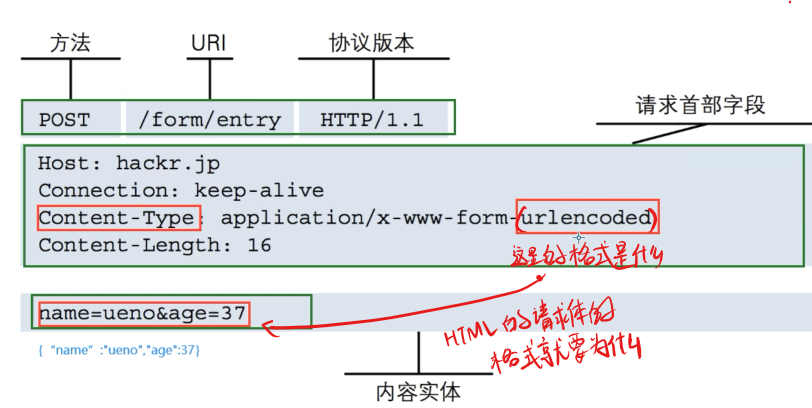 方法 URI 协议版本
POST /form/entry HTTP/1.1
请求首部字段
Host: hackr.jp
Connection: keep-alive
Content-Type: application/x-www-form-(urlencoded)
Content-Length: 16
这里的格式是什么
name=ueno&age=37
HTML的请求体的
格式就要为什么
{ "name" :"ueno","age":37}
内容实体